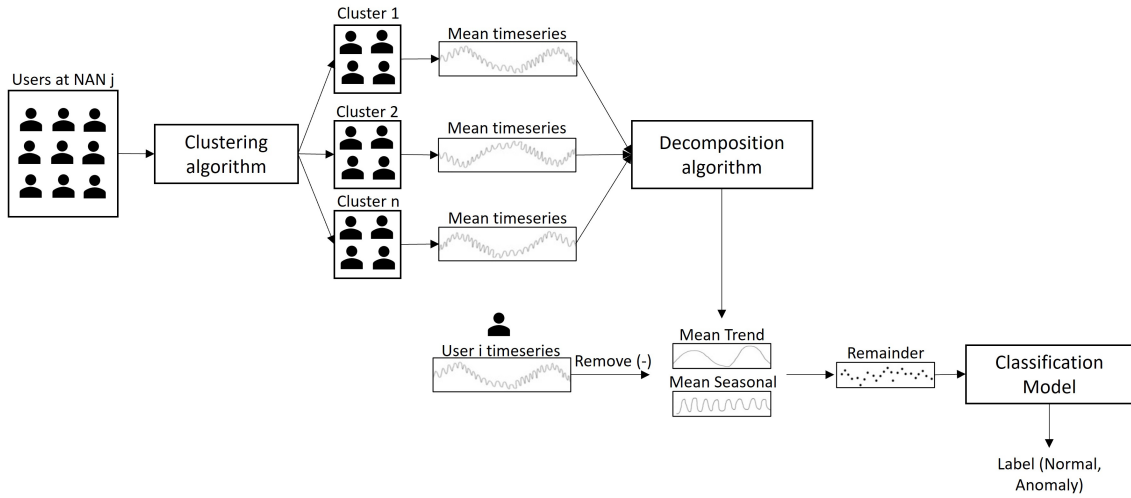 Cluster 1
Mean timeseries
Users at NAN j
Clustering
algorithm
Cluster 2
Mean timeseries
Decomposition
algorithm
Cluster n
Mean timeseries
User i timeseries
Remove (-)
Mean Trend
Mean Seasonal
Remainder
Classification
Model
Label (Normal,
Anomaly)